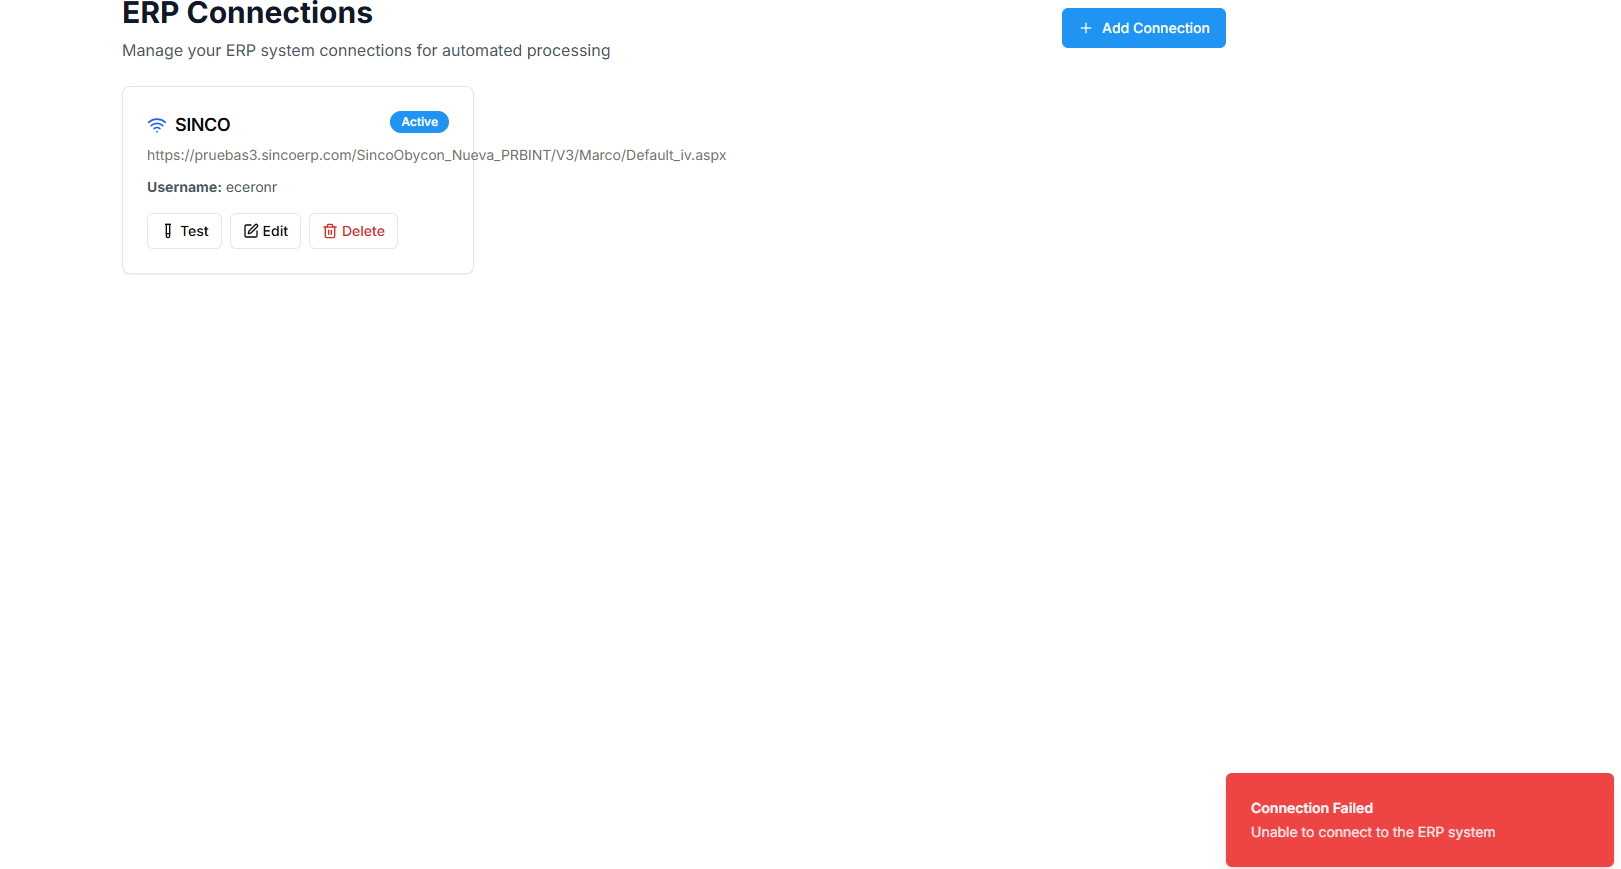 ERP Connections
Add Connection
Manage your ERP system connections for automated processing
SINCO
Active
https://pruebas3.sincoerp.com/SincoObycon_Nueva_PRBINT/V3/Marco/Default_iv.aspx
Username: eceronr
Test Edit Delete
Connection Failed
Unable to connect to the ERP system